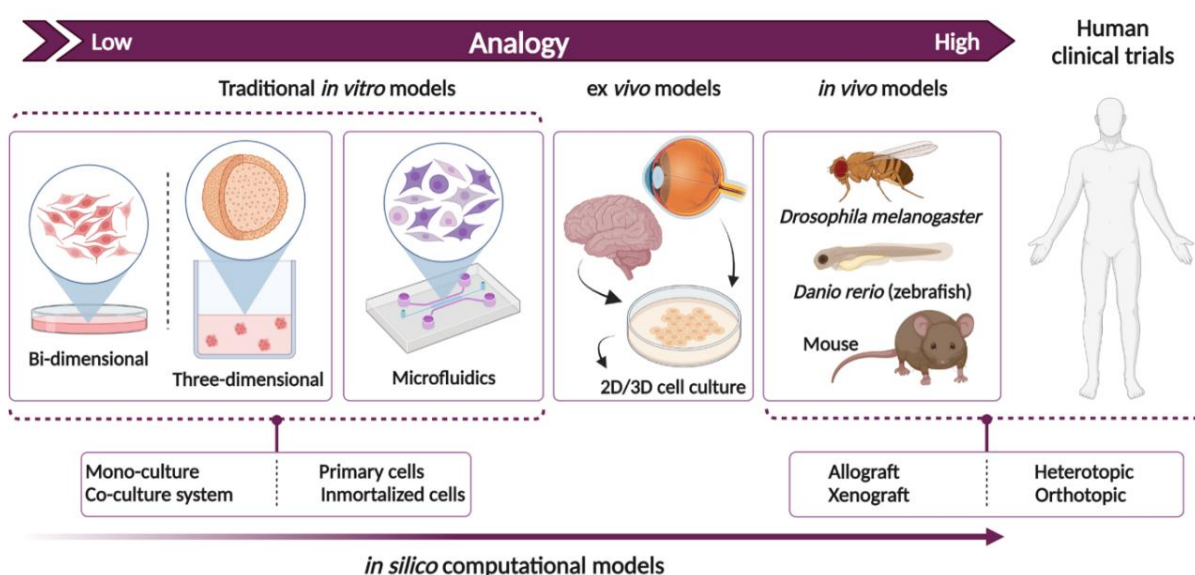 Low
Analogy
High
Human
clinical trials
Traditional in vitro models
ex vivo models
in vivo models
Bi-dimensional
Three-dimensional
Microfluidics
2D/3D cell culture
Drosophila melanogaster
Danio rerio (zebrafish)
Mouse
Mono-culture
Co-culture system
Primary cells
Inmortalized cells
Allograft
Xenograft
Heterotopic
Orthotopic
in silico computational models